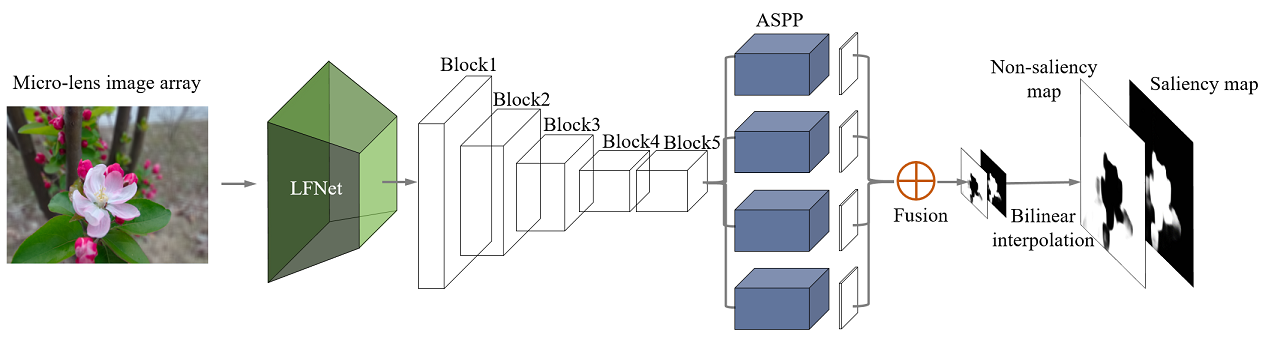 Micro-lens image array
LFNet
Block1
Block2
Block3
Block4
Block5
ASPP
Fusion
Non-saliency
map
Saliency map
Bilinear
interpolation